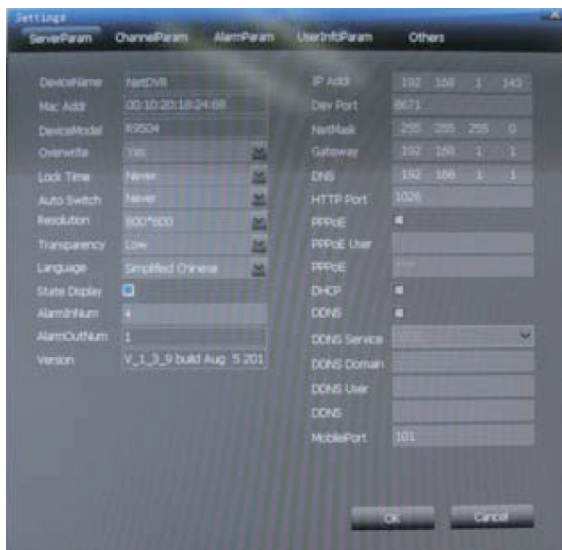 Settings
ServerParam ChannelParam AlarmParam UserInfoParam Others
DeviceName NetDVR
Mac Addr 00:10:20:18:24:68
DeviceModel R9504
Overwrite Yes
Lock Time Never
Auto Switch Never
Resolution 800*600
Transparency Low
Language Simplified Chinese
State Display
AlarmInNum 4
AlarmOutNum 1
Version V_1_3_9 build Aug 5 201
IP Addr 192 168 1 143
Dev Port 8671
NetMask 255 255 255 0
Gateway 192 168 1 1
DNS 192 168 1 1
HTTP Port 1026
PPPoE
PPPoE User
PPPoE
DHCP
DDNS
DDNS Service
DDNS Domain
DDNS User
DDNS
MobilePort 101
OK Cancel